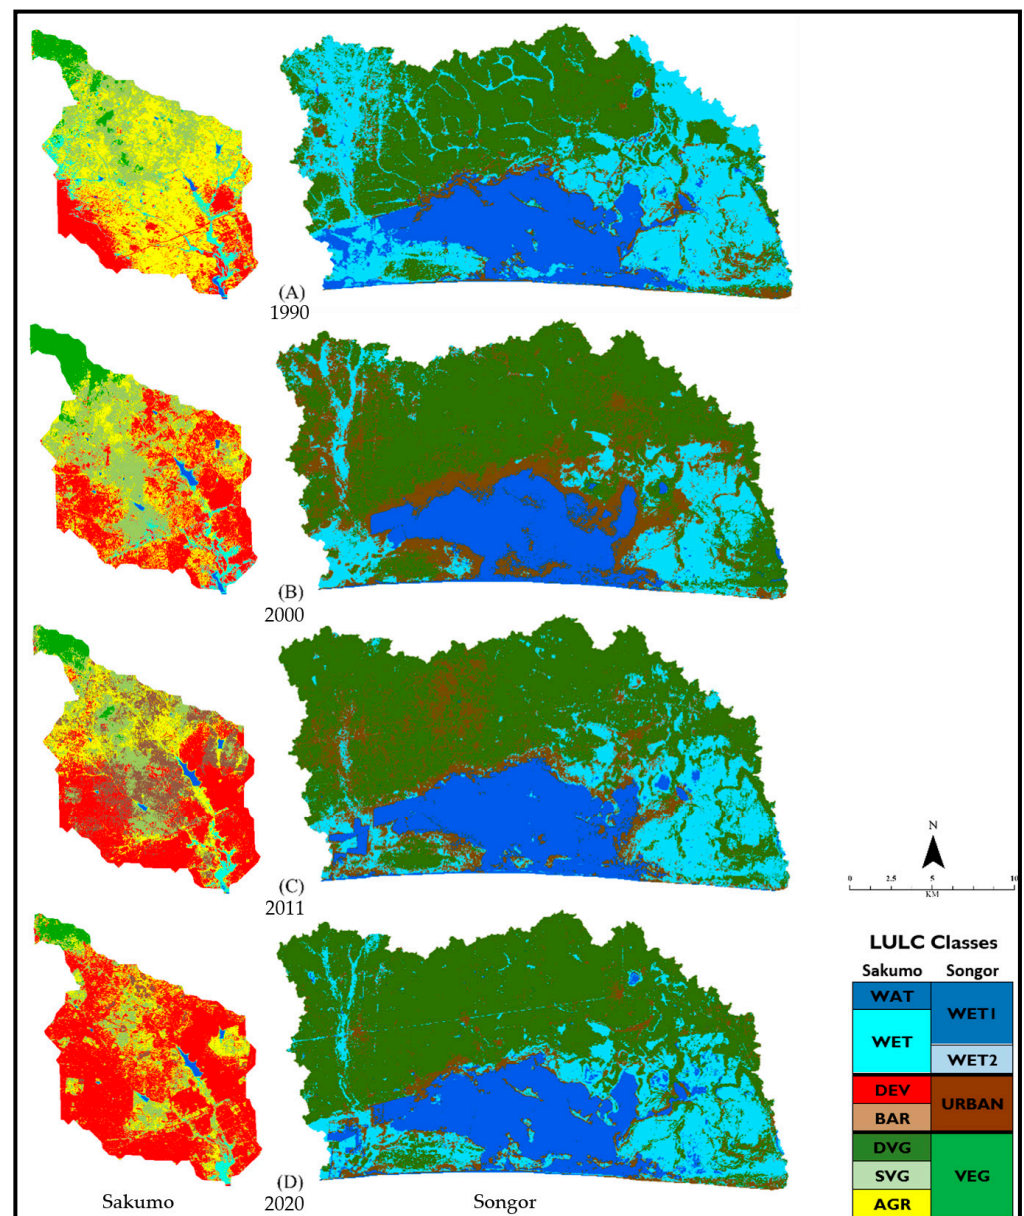 (A)
1990
(B)
2000
(C)
2011
N
0 2.5 5 10
KM
(D)
2020
Sakumo
Songor
LULC Classes
Sakumo Songor
WAT
WET1
WET
WET2
DEV
URBAN
BAR
DVG
SVG
VEG
AGR